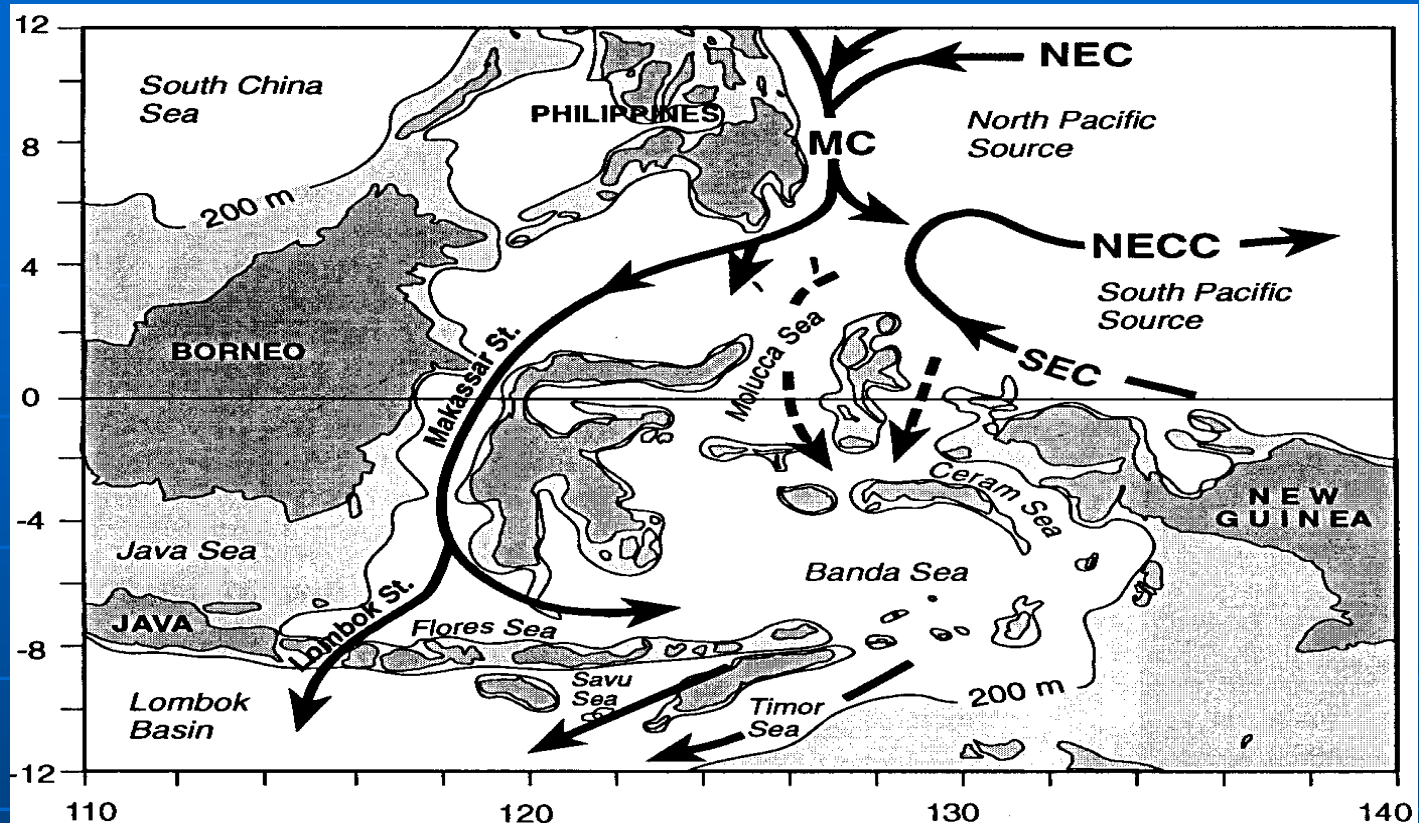 12
NEC
South China
Sea
PHILIPPINES
North Pacific
Source
8
MC
200 m
4
NECC
South Pacific
Source
BORNEO
Makassar St.
Molucca Sea
SEC
0
Ceram Sea
NEW
GUINEA
-4
Java Sea
Banda Sea
JAVA
Lombok St.
Flores Sea
-8
Savu
Sea
200 m
Lombok
Basin
Timor
Sea
-12
110
120
130
140